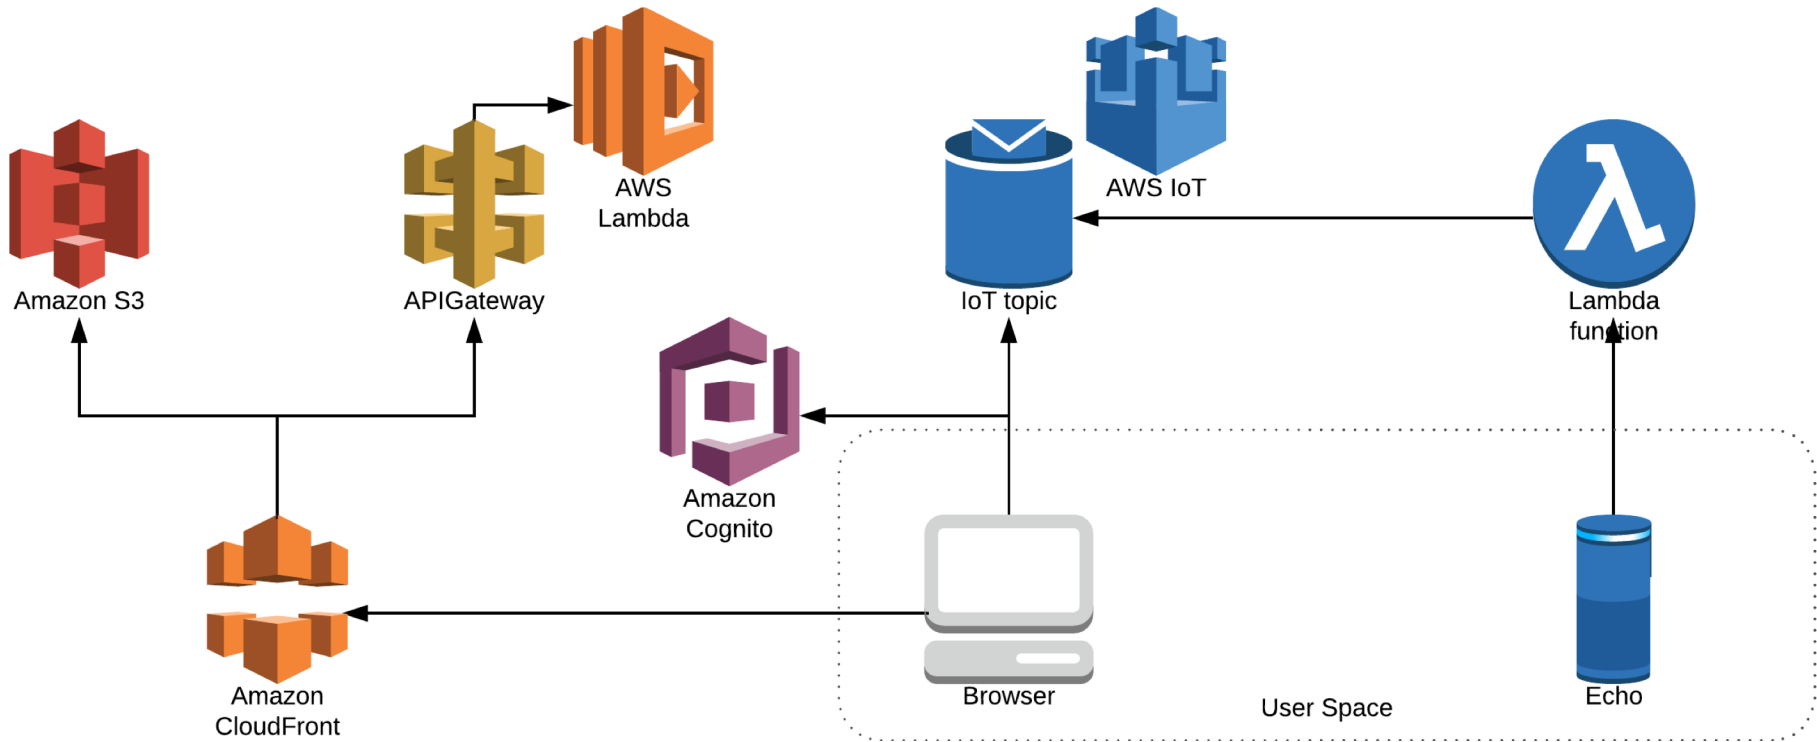 AWS
Lambda
AWS IoT
Amazon S3
APIGateway
IoT topic
Lambda
function
Amazon
Cognito
Amazon
CloudFront
Browser
User Space
Echo